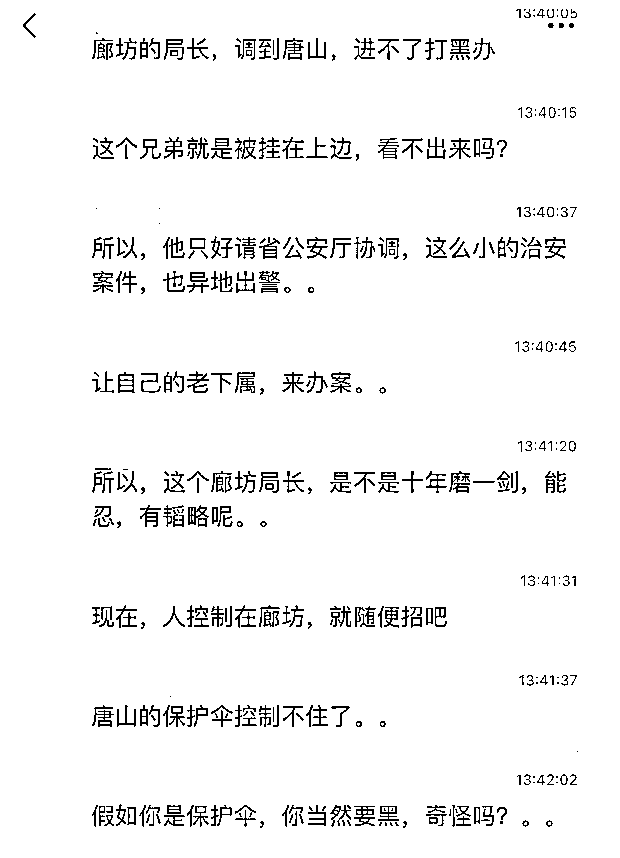 13:40:05
廊坊的局长，调到唐山，进不了打黑办
13:40:15
这个兄弟就是被挂在上边，看不出来吗？
13:40:37
所以，他只好请省公安厅协调，这么小的治安
案件，也异地出警。。
13:40:45
让自己的老下属，来办案。。
13:41:20
所以，这个廊坊局长，是不是十年磨一剑，能
忍，有韬略呢。。
13:41:31
现在，人控制在廊坊，就随便招吧
13:41:37
唐山的保护伞控制不住了。。
13:42:02
假如你是保护伞，你当然要黑，奇怪吗？。。